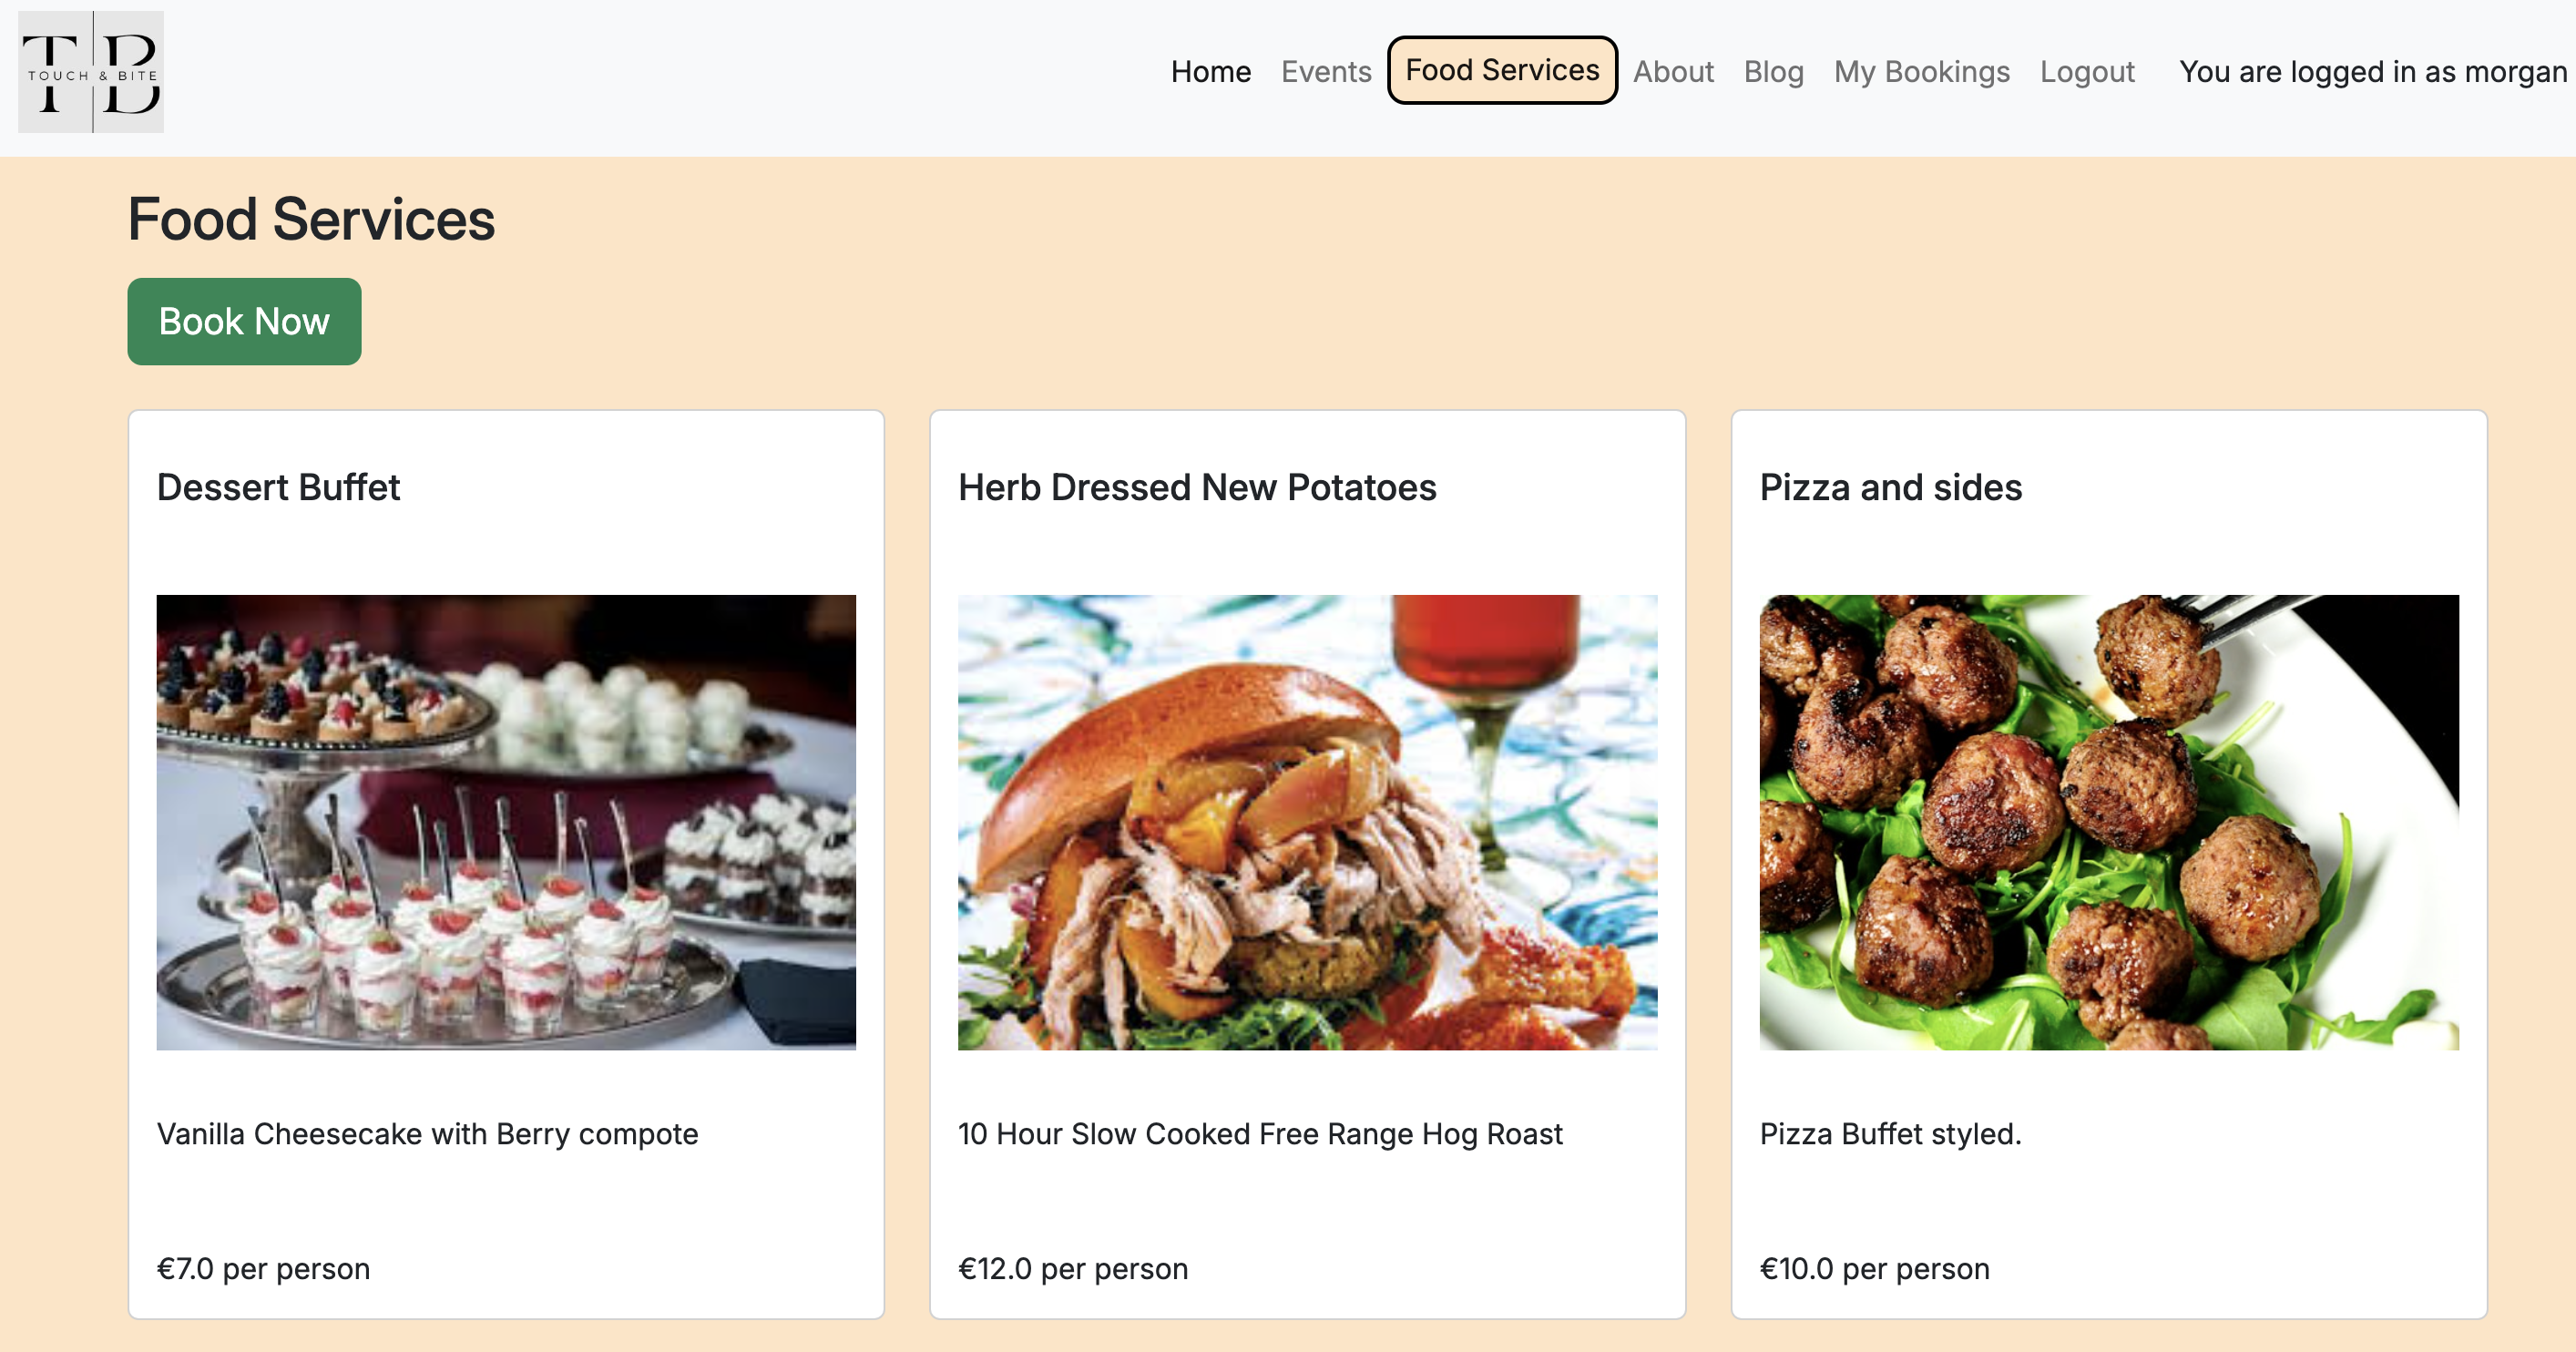 T B
TOUCH & BITE
Home Events Food Services About Blog My Bookings Logout You are logged in as morgan
Food Services
Book Now
Dessert Buffet
Vanilla Cheesecake with Berry compote
€7.0 per person
Herb Dressed New Potatoes
10 Hour Slow Cooked Free Range Hog Roast
€12.0 per person
Pizza and sides
Pizza Buffet styled.
€10.0 per person